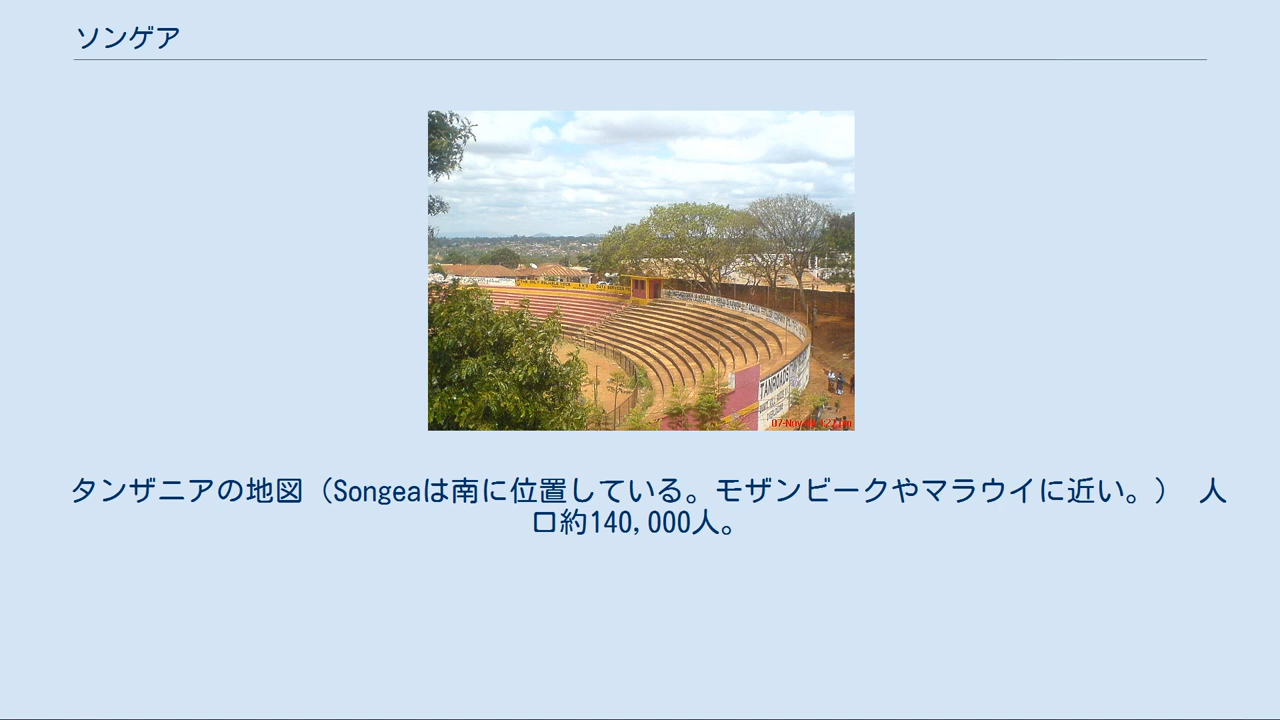 ソンゲア
TANROADS
タンザニアの地図（Songeaは南に位置している。モザンビークやマラウイに近い。）　人
口約140,000人。